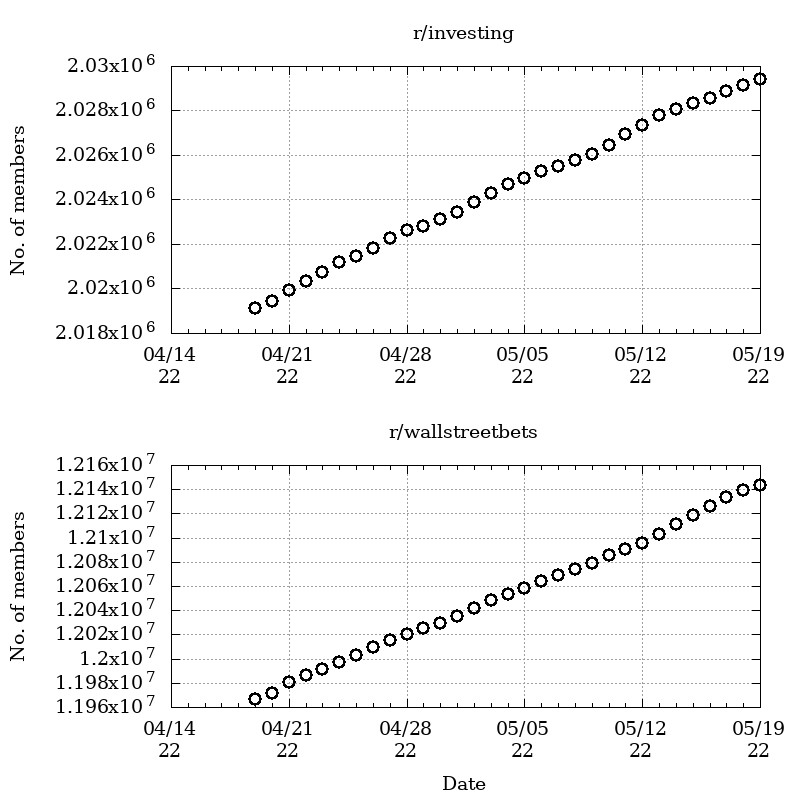 r/investing
No. of members
2.03x10^6
2.028x10^6
2.026x10^6
2.024x10^6
2.022x10^6
2.02x10^6
2.018x10^6
04/14 04/21 04/28 05/05 05/12 05/19
22 22 22 22 22 22
r/wallstreetbets
No. of members
1.216x10^7
1.214x10^7
1.212x10^7
1.21x10^7
1.208x10^7
1.206x10^7
1.204x10^7
1.202x10^7
1.2x10^7
1.198x10^7
1.196x10^7
04/14 04/21 04/28 05/05 05/12 05/19
22 22 22 22 22 22
Date